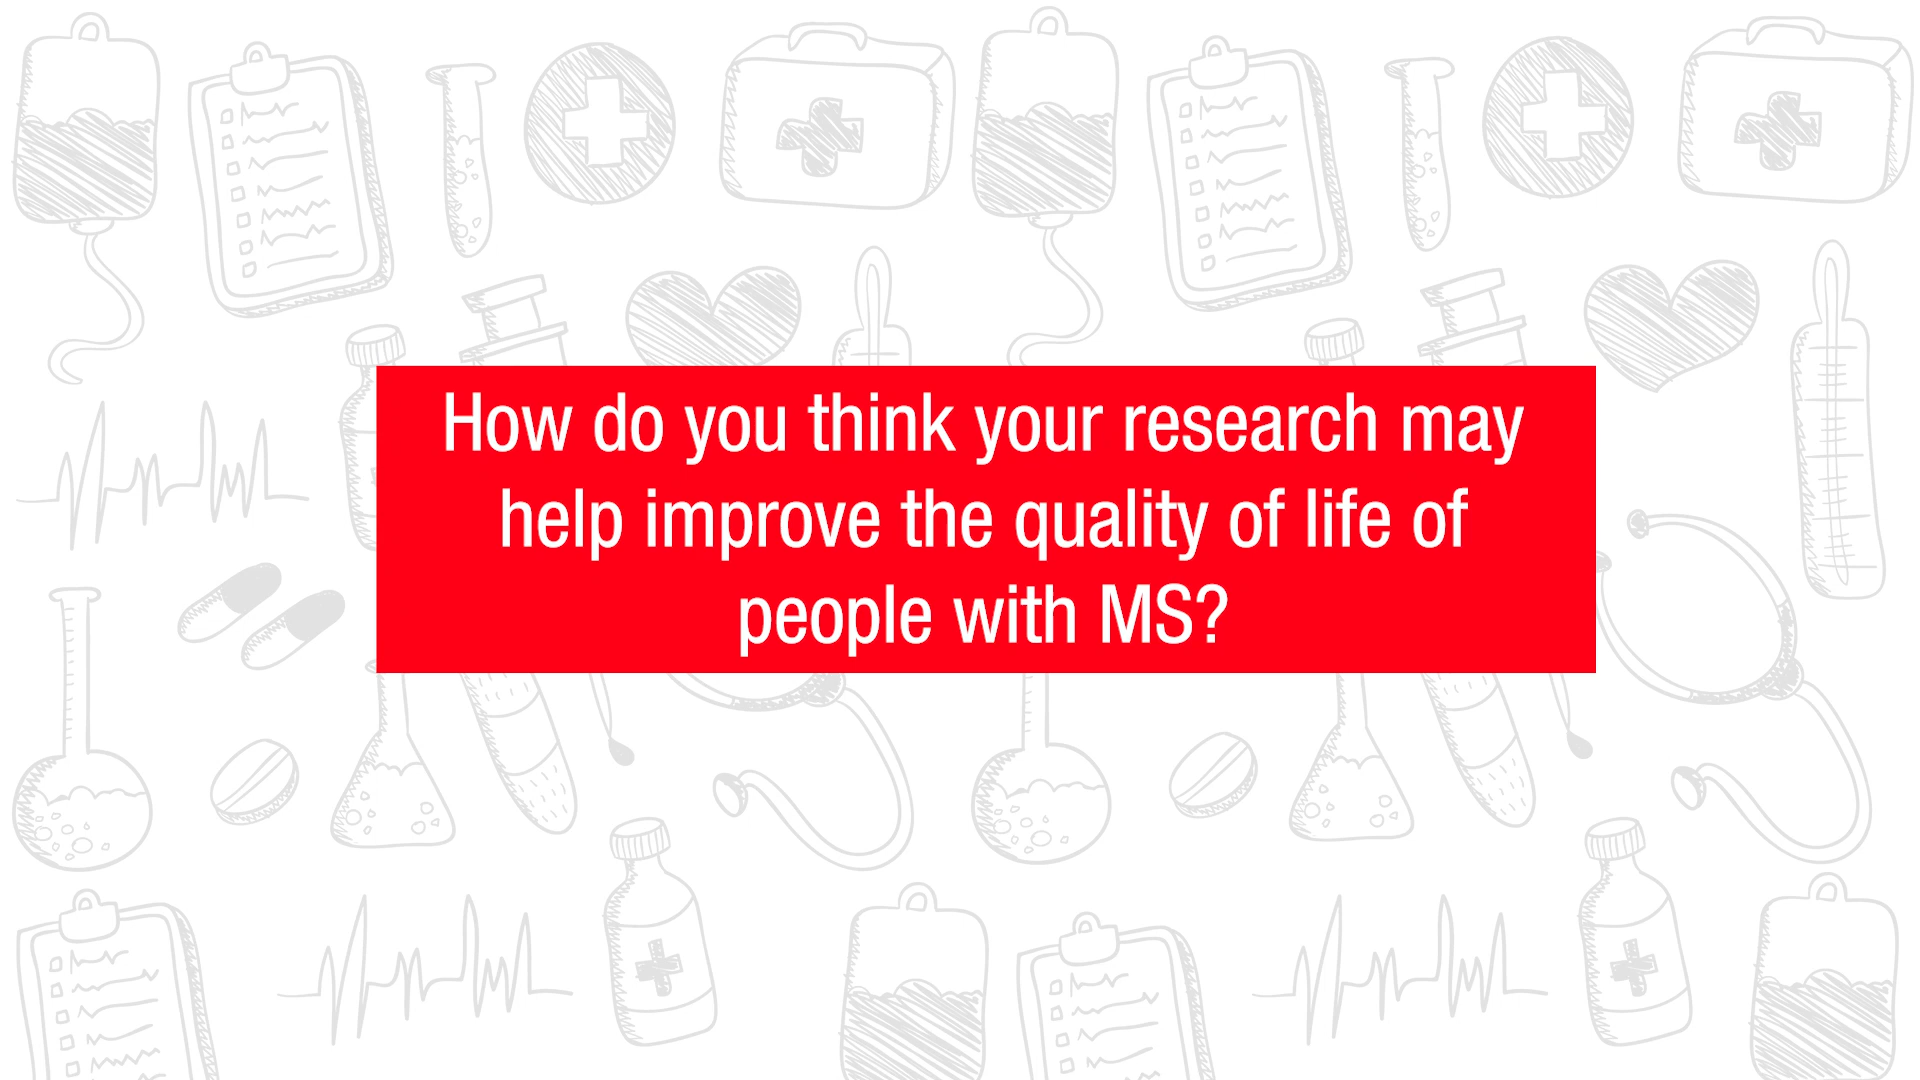 How do you think your research may
help improve the quality of life of
people with MS?